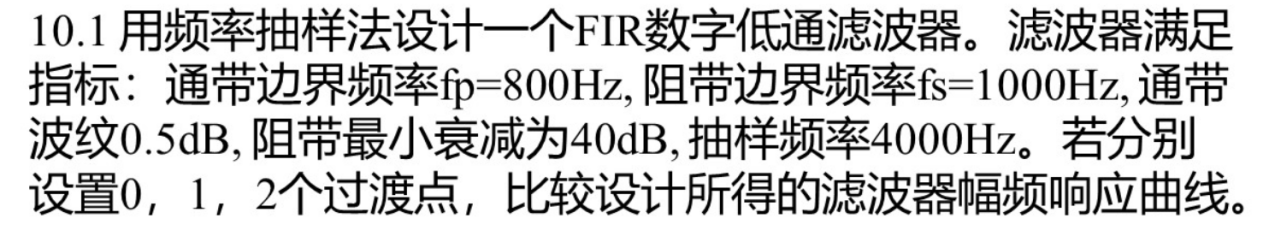 10.1 用频率抽样法设计一个FIR数字低通滤波器。滤波器满足
指标：通带边界频率fp=800Hz, 阻带边界频率fs=1000Hz, 通带
波纹0.5dB, 阻带最小衰减为40dB, 抽样频率4000Hz。若分别
设置0，1，2个过渡点，比较设计所得的滤波器幅频响应曲线。